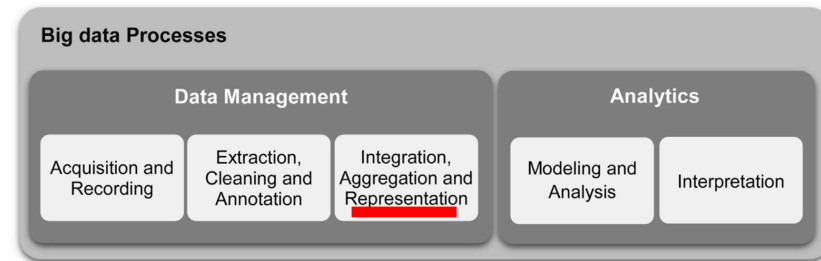 Big data Processes
Data Management
Acquisition and
Recording
Extraction,
Cleaning and
Annotation
Integration,
Aggregation and
Representation
Analytics
Modeling and
Analysis
Interpretation